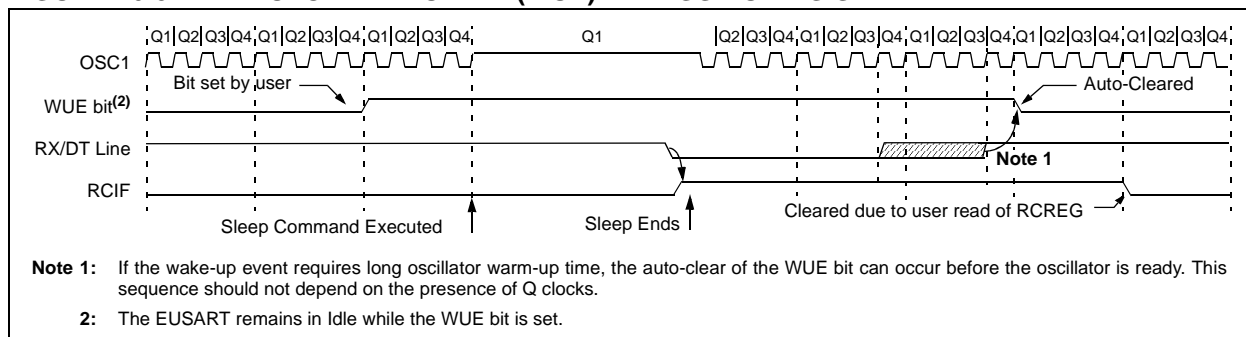 Q1 Q2 Q3 Q4 Q1 Q2 Q3 Q4 Q1 Q2 Q3 Q4 Q1 Q2 Q3 Q4 Q1 Q2 Q3 Q4 Q1 Q2 Q3 Q4 Q1 Q2 Q3 Q4 Q1 Q2 Q3 Q4
OSC1
Bit set by user
Auto-Cleared
WUE bit(2)
RX/DT Line
Note 1
RCIF
Cleared due to user read of RCREG
Sleep Command Executed
Sleep Ends
Note 1: If the wake-up event requires long oscillator warm-up time, the auto-clear of the WUE bit can occur before the oscillator is ready. This
sequence should not depend on the presence of Q clocks.
2: The EUSART remains in Idle while the WUE bit is set.